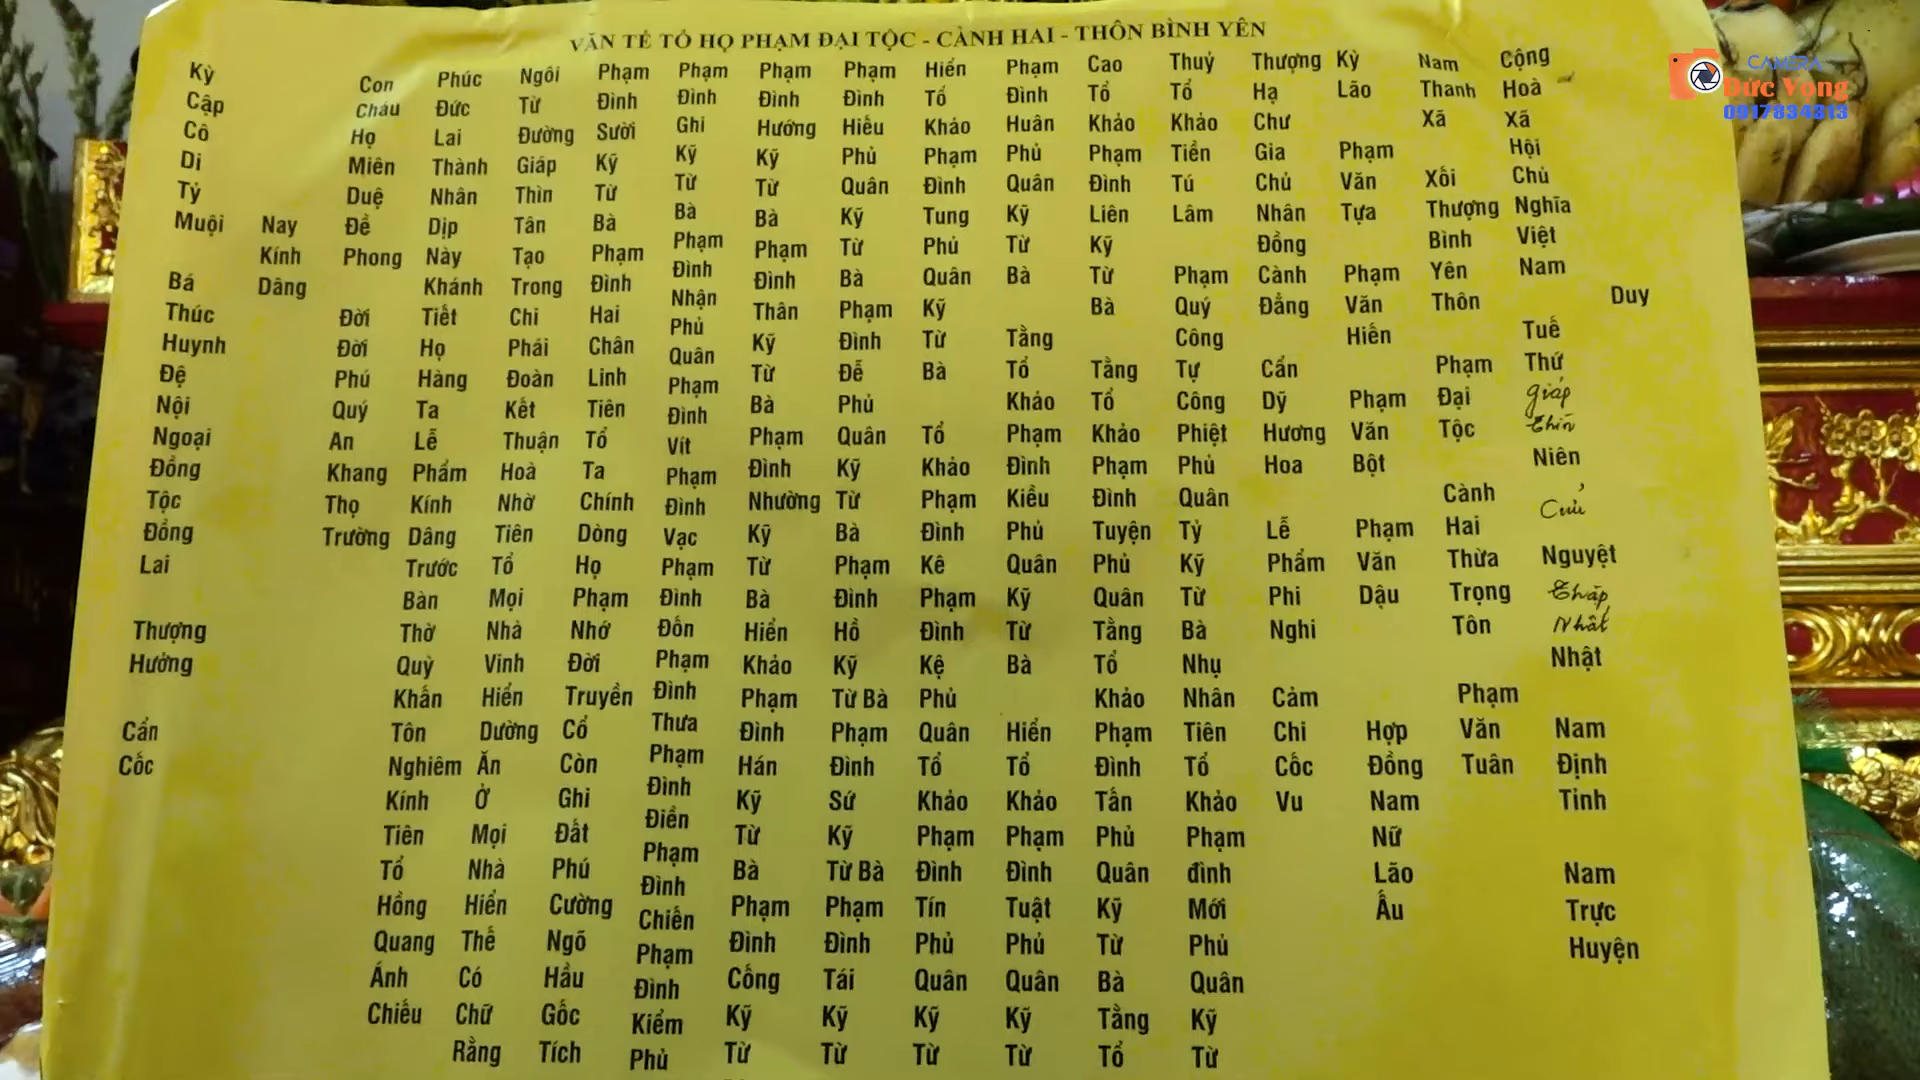 VĂN TẾ TỔ HỌ PHẠM ĐẠI TỘC - CÀNH HAI - THÔN BÌNH YÊN
Duy
Cộng Hoà Xã Hội Chủ Nghĩa Việt Nam Tuế Thứ Giáp Thìn Niên Cửu Nguyệt Thập Nhất Nhật Nam Định Tỉnh Nam Trực Huyện
Nam Thanh Xã Xối Thượng Bình Yên Thôn Phạm Đại Tộc Cành Hai Thừa Trọng Tôn Phạm Văn Tuân
Kỳ Lão Phạm Văn Tựa Phạm Văn Hiến Phạm Văn Bột Phạm Văn Dậu Hợp Đồng Nam Nữ Lão Ấu
Thượng Hạ Chư Gia Chủ Nhân Đồng Cành Đẳng Cẩn Dỹ Hương Hoa Lễ Phẩm Phi Nghi Cảm Chi Cốc Vu
Thuỷ Tổ Khảo Tiền Tú Lâm Phạm Quý Công Tự Công Phiệt Phủ Quân Tỷ Kỹ Từ Bà Nhụ Nhân Tiên Tổ Khảo Phạm đình Mới Phủ Quân Kỹ Từ
Cao Tổ Khảo Phạm Đình Liên Kỹ Từ Bà Tằng Tổ Khảo Phạm Đình Tuyện Phủ Quân Tằng Tổ Khảo Phạm Đình Tấn Phủ Quân Kỹ Từ Bà Tằng Tổ
Phạm Đình Huân Phủ Quân Kỹ Từ Bà Tằng Tổ Khảo Phạm Đình Kiều Phủ Quân Kỹ Từ Bà Hiển Tổ Khảo Phạm Đình Tuật Phủ Quân Kỹ Từ
Hiển Tổ Khảo Phạm Đình Tung Phủ Quân Kỹ Từ Bà Tổ Khảo Phạm Đình Kê Phạm Đình Kệ Phủ Quân Tổ Khảo Phạm Đình Tín Phủ Quân Kỹ Từ
Phạm Đình Hiếu Phủ Quân Kỹ Từ Bà Phạm Đình Đễ Phủ Quân Kỹ Từ Bà Phạm Đình Hồ Kỹ Từ Bà Phạm Đình Sứ Kỹ Từ Bà Phạm Đình Tái Kỹ Từ
Phạm Đình Hướng Kỹ Từ Bà Phạm Đình Thân Kỹ Từ Bà Phạm Đình Nhường Kỹ Từ Bà Hiển Khảo Phạm Đình Hán Kỹ Từ Bà Phạm Đình Cống Kỹ Từ
Phạm Đình Ghi Kỹ Từ Bà Phạm Đình Nhận Phủ Quân Phạm Đình Vít Phạm Đình Vạc Phạm Đình Đốn Phạm Đình Thưa Phạm Đình Điền Phạm Đình Chiến Phạm Đình Kiểm Phủ
Phạm Đình Sười Kỹ Từ Bà Phạm Đình Hai Chân Linh Tiên Tổ Ta Chính Dòng Họ Phạm Nhớ Đời Truyền Cổ Còn Ghi Đất Phú Cường Ngõ Hầu Gốc Tích
Ngôi Từ Đường Giáp Thìn Tân Tạo Trong Chi Phái Đoàn Kết Thuận Hoà Nhờ Tiên Tổ Mọi Nhà Vinh Hiển Dường Ăn Ở Mọi Nhà Hiển Thế Có Chữ Rằng
Phúc Đức Lai Thành Nhân Dịp Này Khánh Tiết Họ Hàng Ta Lễ Phẩm Kính Dâng Trước Bàn Thờ Quỳ Khấn Tôn Nghiêm Kính Tiên Tổ Hồng Quang Ánh Chiếu
Con Cháu Họ Miên Duệ Đề Phong Đời Đời Phú Quý An Khang Thọ Trường
Nay Kính Dâng
Kỳ Cập Cô Di Tỷ Muội Bá Thúc Huynh Đệ Nội Ngoại Đồng Tộc Đồng Lai Thượng Hưởng Cẩn Cốc
CAMERA
Đức Vọng
0917834813